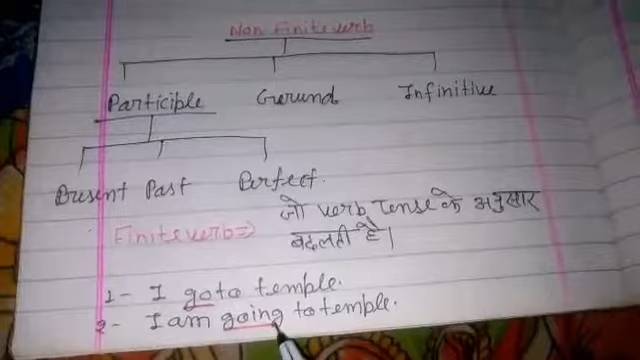 Non Finite verb
Participle Gerund Infinitive
Present Past Perfect.
जो verb Tense के अनुसार
Finite verb=> बदलती है।
1- I go to temple.
2- I am going to temple.